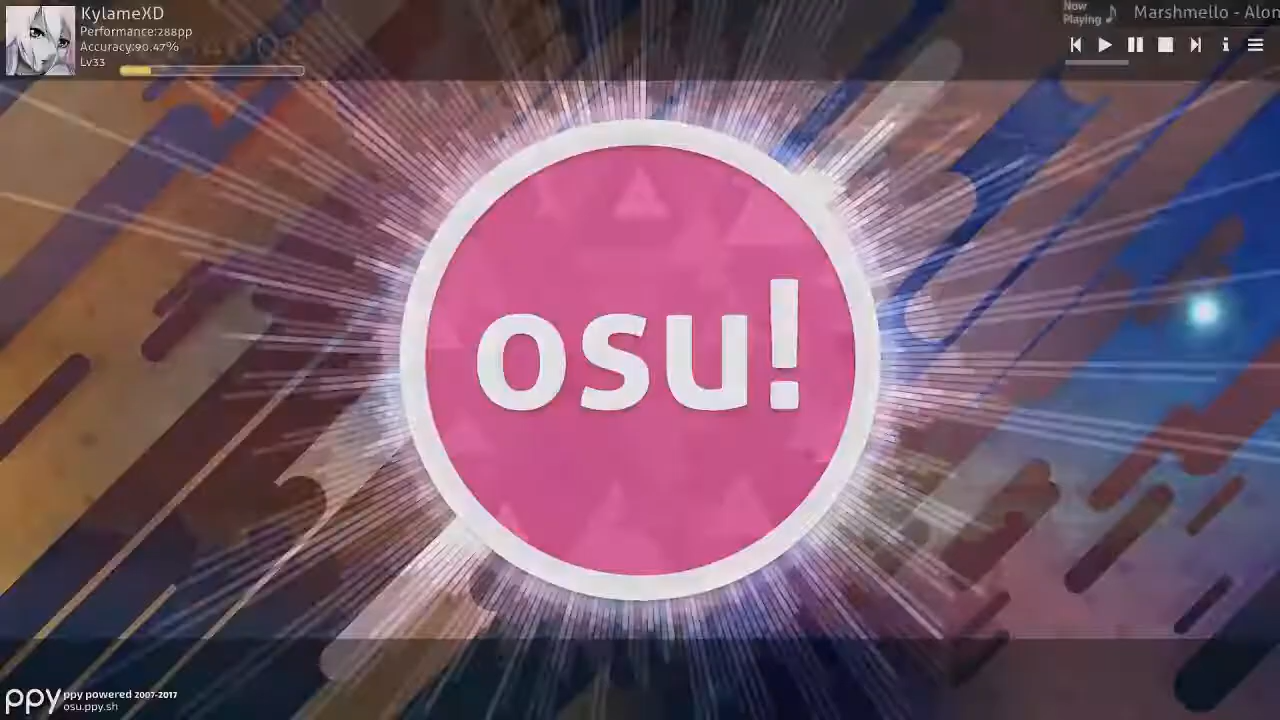 KylameXD
Performance:288pp
Accuracy:90.47%
Lv33
Now
Playing
Marshmello - Alon
osu!
ppy
ppy powered 2007-2017
osu.ppy.sh